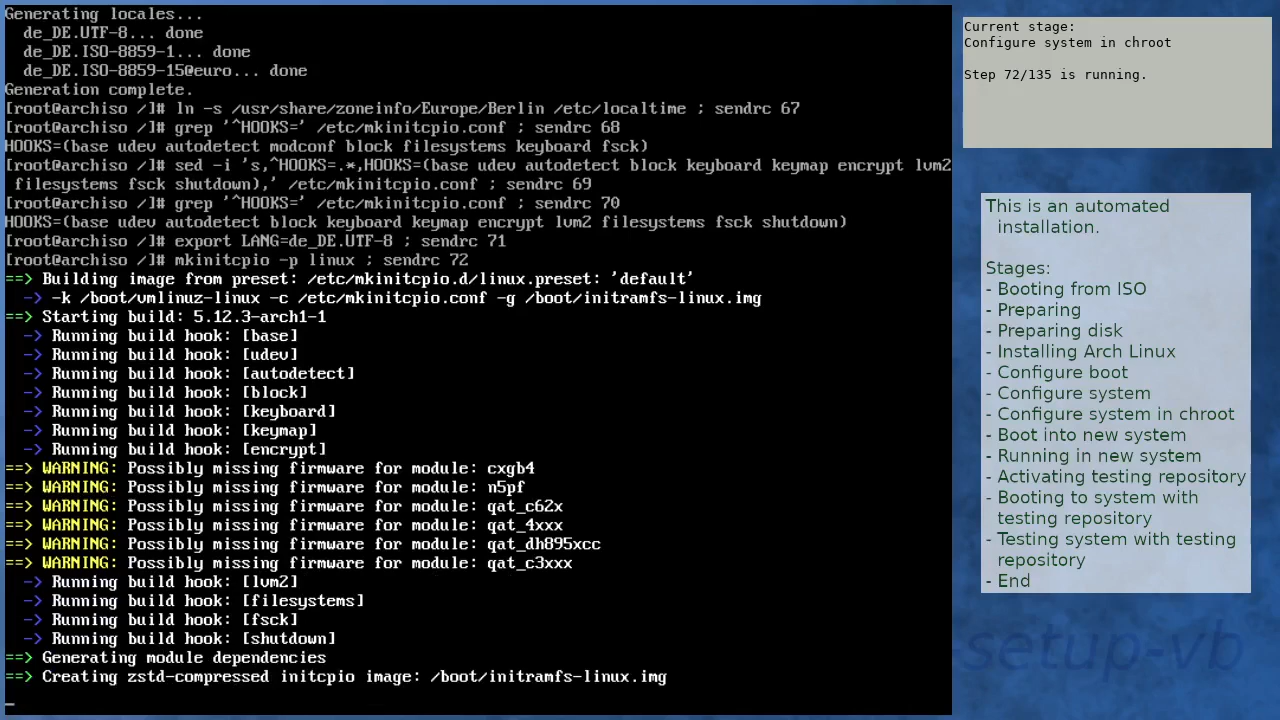 Generating locales...
  de_DE.UTF-8... done
  de_DE.ISO-8859-1... done
  de_DE.ISO-8859-15@euro... done
Generation complete.
[root@archiso /]# ln -s /usr/share/zoneinfo/Europe/Berlin /etc/localtime ; sendrc 67
[root@archiso /]# grep '^HOOKS=' /etc/mkinitcpio.conf ; sendrc 68
HOOKS=(base udev autodetect modconf block filesystems keyboard fsck)
[root@archiso /]# sed -i 's,^HOOKS=.*,HOOKS=(base udev autodetect block keyboard keymap encrypt lvm2
 filesystems fsck shutdown),' /etc/mkinitcpio.conf ; sendrc 69
[root@archiso /]# grep '^HOOKS=' /etc/mkinitcpio.conf ; sendrc 70
HOOKS=(base udev autodetect block keyboard keymap encrypt lvm2 filesystems fsck shutdown)
[root@archiso /]# export LANG=de_DE.UTF-8 ; sendrc 71
[root@archiso /]# mkinitcpio -p linux ; sendrc 72
==> Building image from preset: /etc/mkinitcpio.d/linux.preset: 'default'
  -> -k /boot/vmlinuz-linux -c /etc/mkinitcpio.conf -g /boot/initramfs-linux.img
==> Starting build: 5.12.3-arch1-1
  -> Running build hook: [base]
  -> Running build hook: [udev]
  -> Running build hook: [autodetect]
  -> Running build hook: [block]
  -> Running build hook: [keyboard]
  -> Running build hook: [keymap]
  -> Running build hook: [encrypt]
==> WARNING: Possibly missing firmware for module: cxgb4
==> WARNING: Possibly missing firmware for module: n5pf
==> WARNING: Possibly missing firmware for module: qat_c62x
==> WARNING: Possibly missing firmware for module: qat_4xxx
==> WARNING: Possibly missing firmware for module: qat_dh895xcc
==> WARNING: Possibly missing firmware for module: qat_c3xxx
  -> Running build hook: [lvm2]
  -> Running build hook: [filesystems]
  -> Running build hook: [fsck]
  -> Running build hook: [shutdown]
==> Generating module dependencies
==> Creating zstd-compressed initcpio image: /boot/initramfs-linux.img
Current stage:
Configure system in chroot
Step 72/135 is running.
This is an automated
installation.
Stages:
- Booting from ISO
- Preparing
- Preparing disk
- Installing Arch Linux
- Configure boot
- Configure system
- Configure system in chroot
- Boot into new system
- Running in new system
- Activating testing repository
- Booting to system with
testing repository
- Testing system with testing
repository
- End
-setup-vb